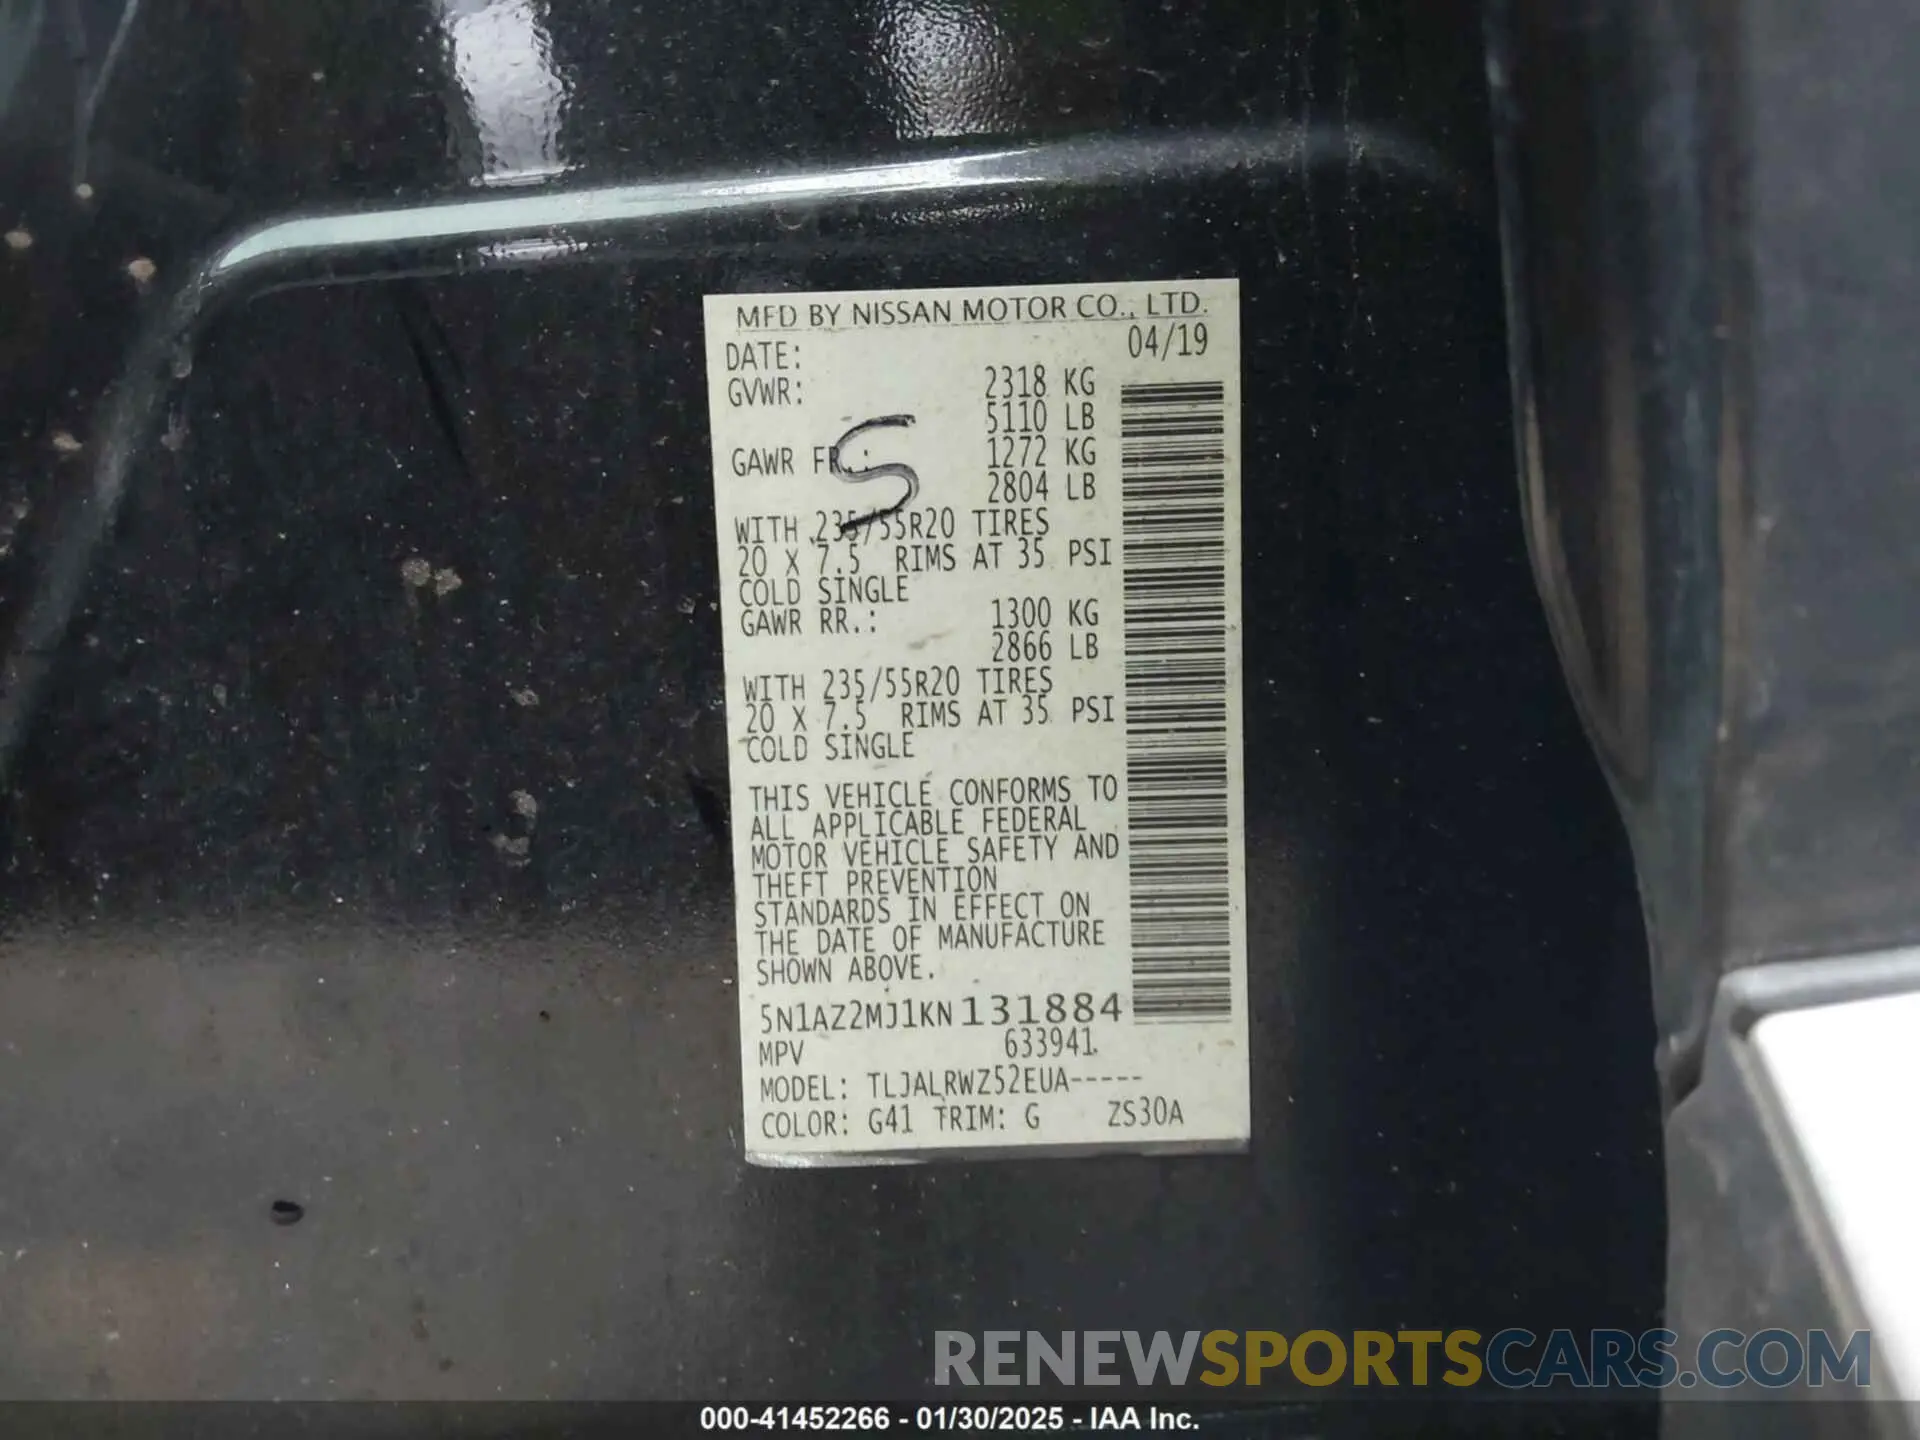 MFD BY NISSAN MOTOR CO., LTD.
DATE: 04/19
GVWR: 2318 KG
5110 LB
GAWR FR.: 1272 KG
2804 LB
S
WITH 235/55R20 TIRES
20 X 7.5 RIMS AT 35 PSI
COLD SINGLE
GAWR RR.: 1300 KG
2866 LB
WITH 235/55R20 TIRES
20 X 7.5 RIMS AT 35 PSI
COLD SINGLE
THIS VEHICLE CONFORMS TO
ALL APPLICABLE FEDERAL
MOTOR VEHICLE SAFETY AND
THEFT PREVENTION
STANDARDS IN EFFECT ON
THE DATE OF MANUFACTURE
SHOWN ABOVE.
5N1AZ2MJ1KN131884
MPV 633941
MODEL: TLJALRWZ52EUA-----
COLOR: G41 TRIM: G ZS30A
RENEWSPORTSCARS.COM
000-41452266 - 01/30/2025 - IAA Inc.